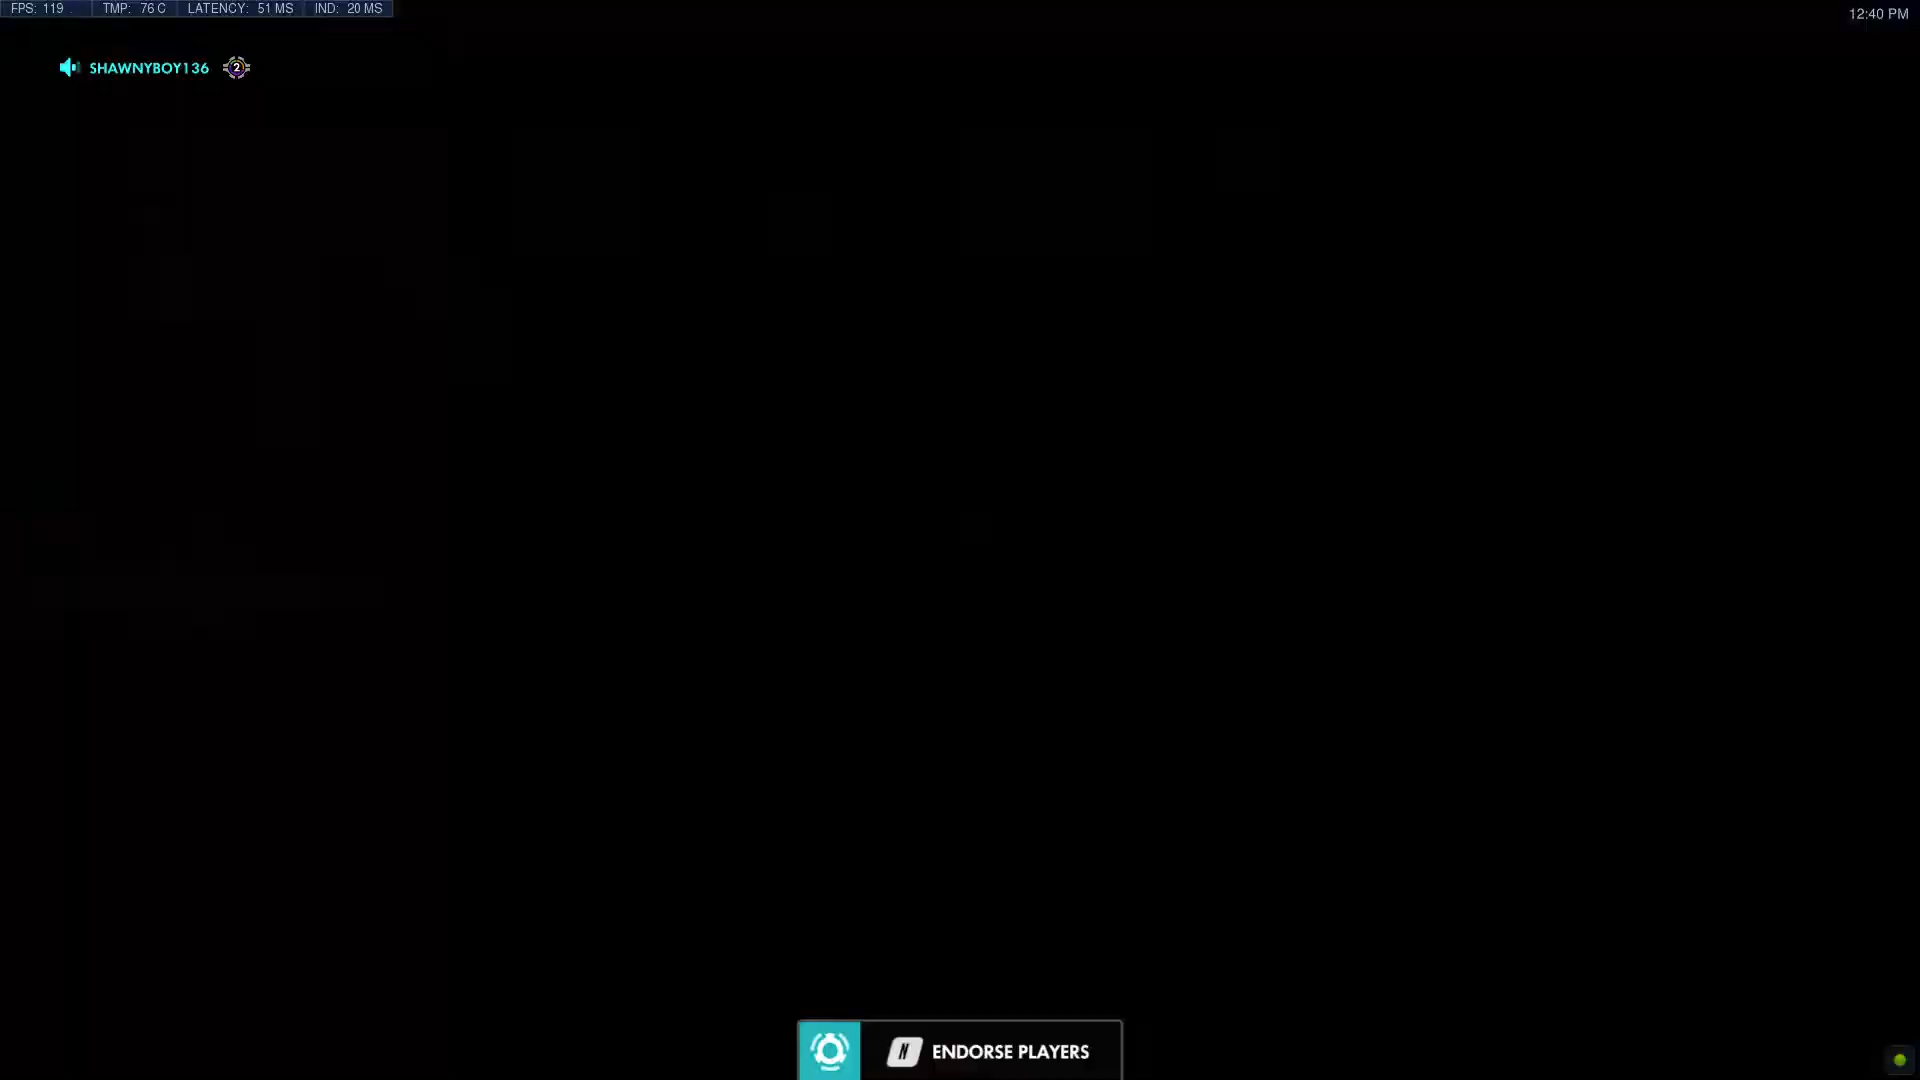 FPS: 119 TMP: 76 C LATENCY: 51 MS IND: 20 MS
12:40 PM
SHAWNYBOY136 2
N ENDORSE PLAYERS